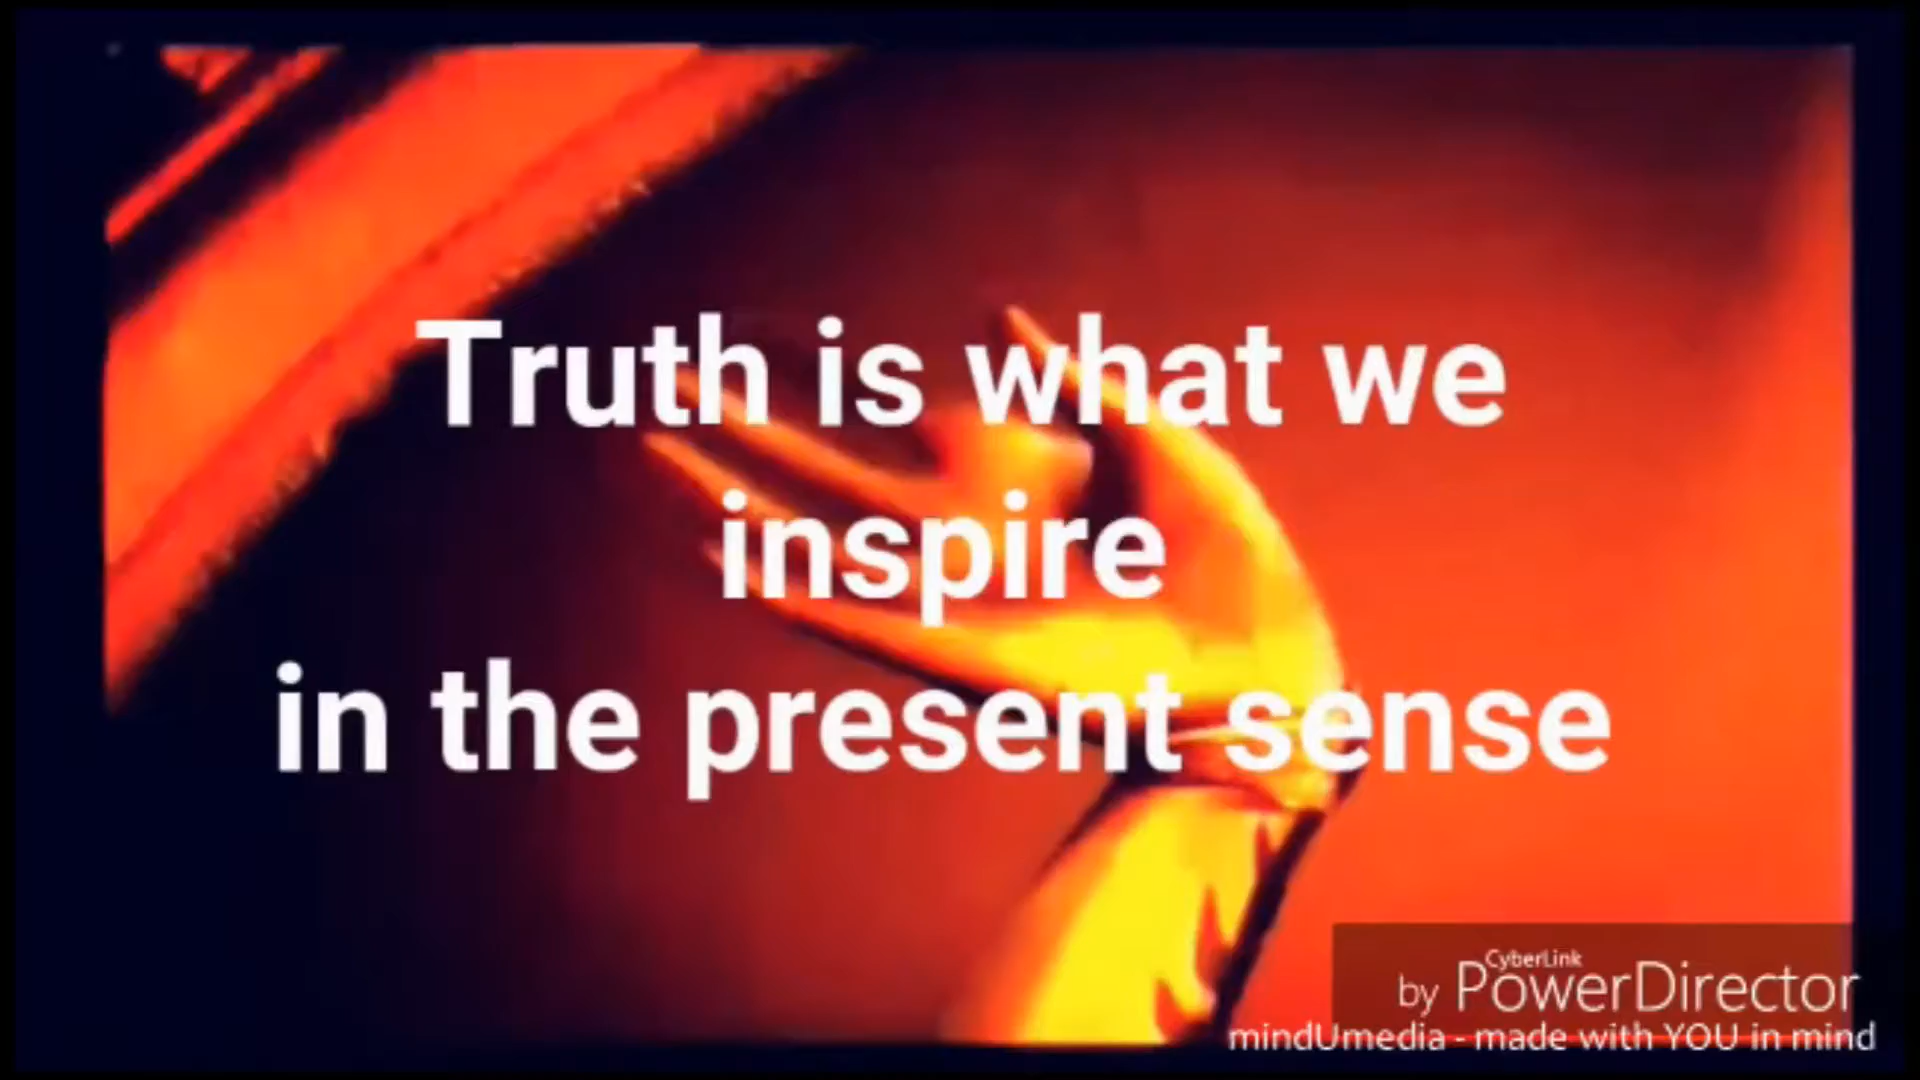 Truth is what we
inspire
in the present sense
CyberLink
by PowerDirector
mindUmedia - made with YOU in mind